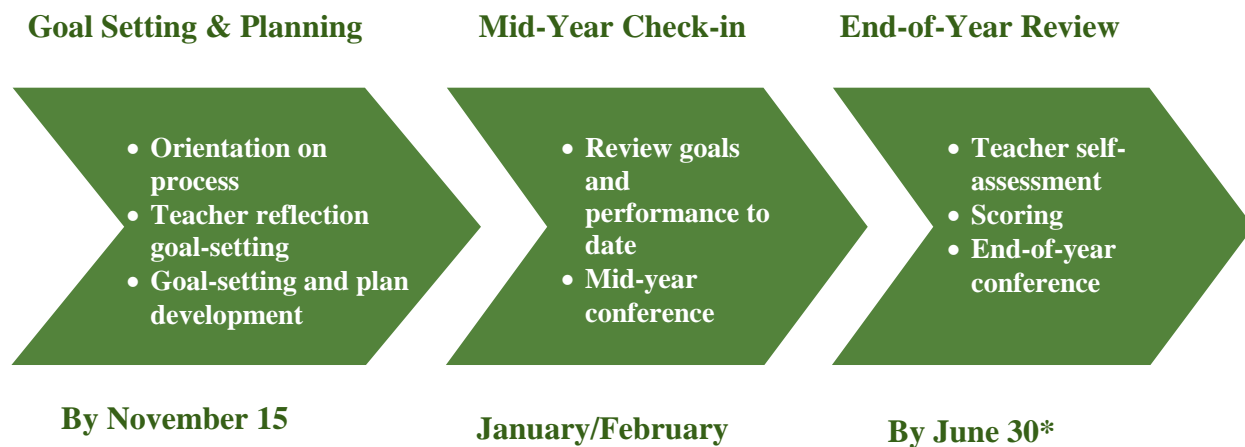 Goal Setting & Planning
Mid-Year Check-in
End-of-Year Review
• Orientation on
process
• Teacher reflection
goal-setting
• Goal-setting and plan
development
• Review goals
and
performance to
date
• Mid-year
conference
• Teacher self-
assessment
• Scoring
• End-of-year
conference
By November 15
January/February
By June 30*